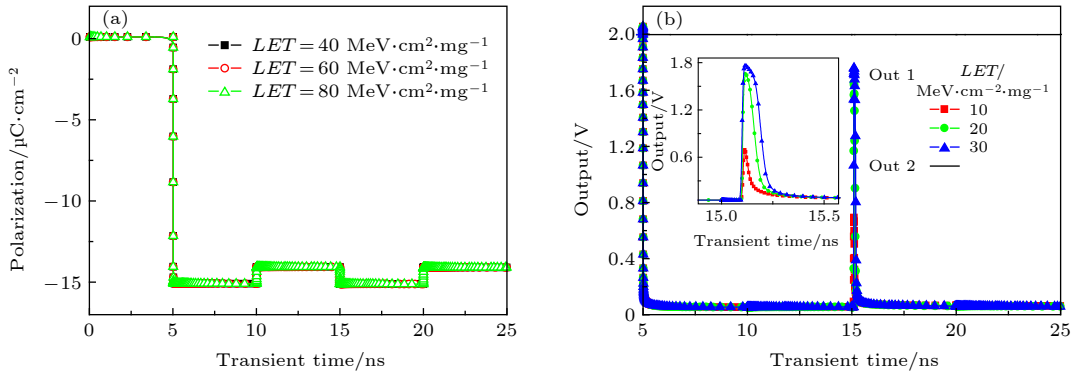 (a)
0
−5
−10
−15
Polarization/µC·cm−2
LET=40 MeV·cm2·mg−1
LET=60 MeV·cm2·mg−1
LET=80 MeV·cm2·mg−1
0 5 10 15 20 25
Transient time/ns
(b)
2.0
1.6
1.2
0.8
0.4
0
Output/V
1.8
1.2
0.6
Output/V
15.0 15.5
Transient time/ns
Out 1
LET/
MeV·cm−2·mg−1
10
20
30
Out 2
5 10 15 20 25
Transient time/ns